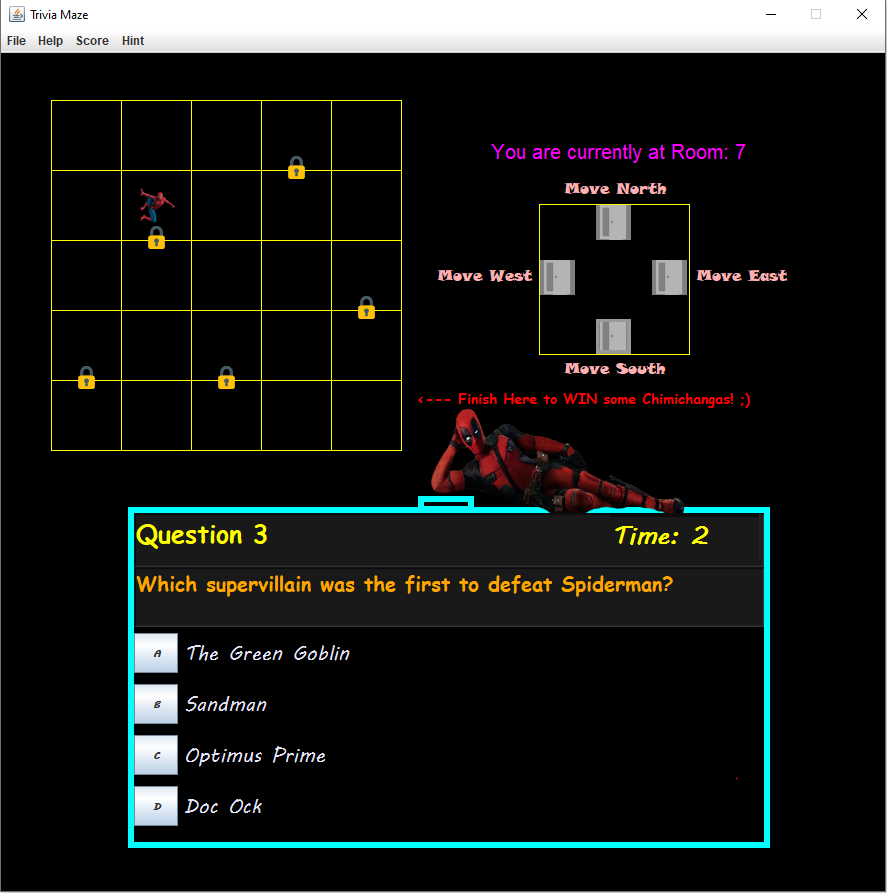 Trivia Maze
File Help Score Hint
You are currently at Room: 7
Move North
Move West
Move East
Move South
<--- Finish Here to WIN some Chimichangas! ;)
Question 3
Time: 2
Which supervillain was the first to defeat Spiderman?
A The Green Goblin
B Sandman
C Optimus Prime
D Doc Ock